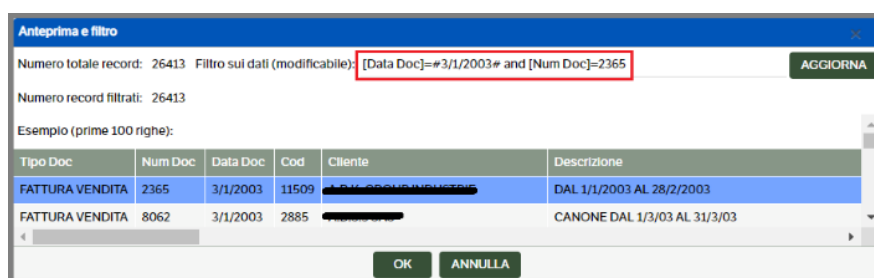 Anteprima e filtro
Numero totale record: 26413 Filtro sui dati (modificabile): [Data Doc]=#3/1/2003# and [Num Doc]=2365 AGGIORNA
Numero record filtrati: 26413
Esempio (prime 100 righe):
Tipo Doc Num Doc Data Doc Cod Cliente Descrizione
FATTURA VENDITA 2365 3/1/2003 11509 DAL 1/1/2003 AL 28/2/2003
FATTURA VENDITA 8062 3/1/2003 2885 CANONE DAL 1/3/03 AL 31/3/03
OK ANNULLA